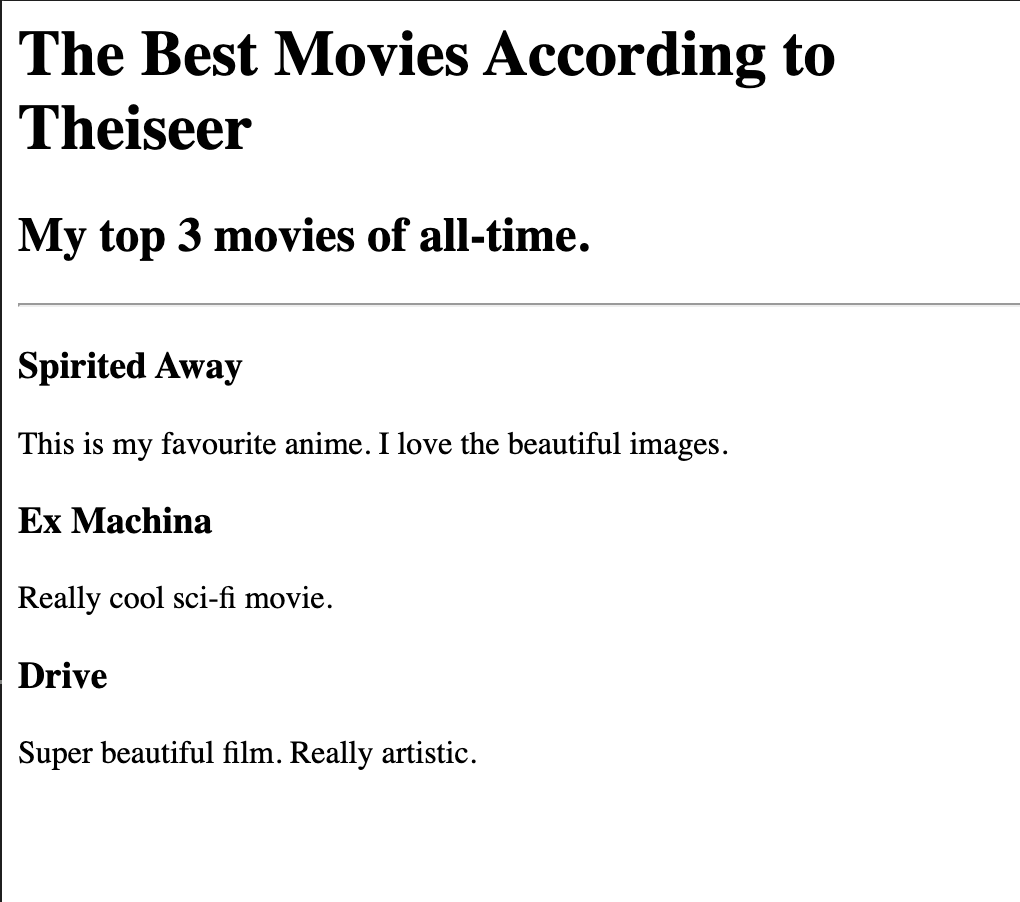 The Best Movies According to
Theiseer
My top 3 movies of all-time.
Spirited Away
This is my favourite anime. I love the beautiful images.
Ex Machina
Really cool sci-fi movie.
Drive
Super beautiful film. Really artistic.